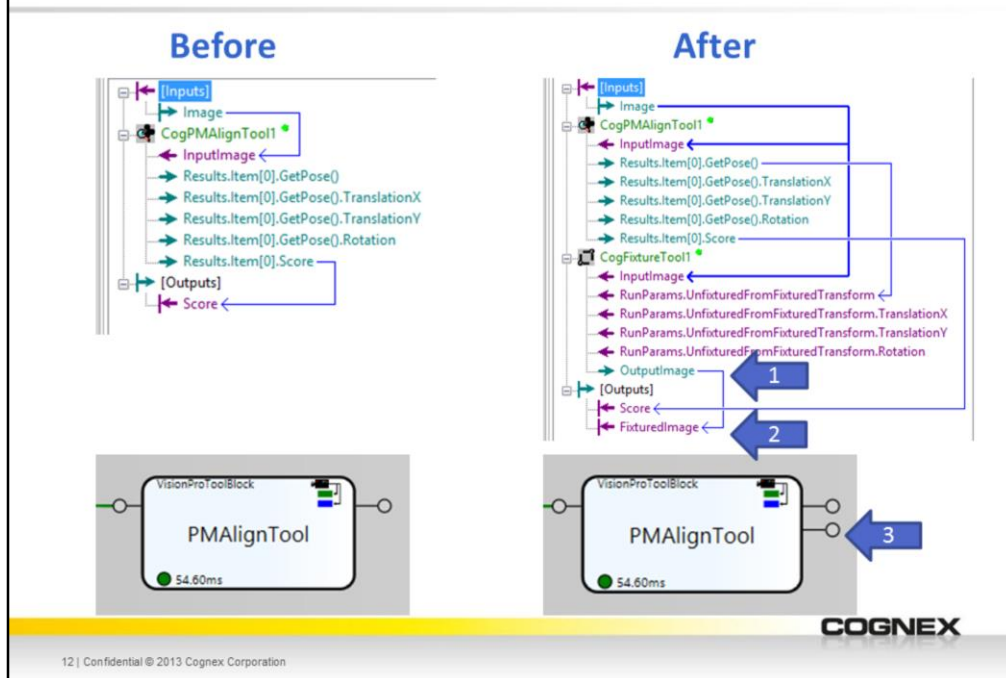 Before
[Inputs]
Image
CogPMAlignTool1
InputImage
Results.Item[0].GetPose()
Results.Item[0].GetPose().TranslationX
Results.Item[0].GetPose().TranslationY
Results.Item[0].GetPose().Rotation
Results.Item[0].Score
[Outputs]
Score
VisionProToolBlock
PMAlignTool
54.60ms
After
[Inputs]
Image
CogPMAlignTool1
InputImage
Results.Item[0].GetPose()
Results.Item[0].GetPose().TranslationX
Results.Item[0].GetPose().TranslationY
Results.Item[0].GetPose().Rotation
Results.Item[0].Score
CogFixtureTool1
InputImage
RunParams.UnfixturedFromFixturedTransform
RunParams.UnfixturedFromFixturedTransform.TranslationX
RunParams.UnfixturedFromFixturedTransform.TranslationY
RunParams.UnfixturedFromFixturedTransform.Rotation
OutputImage
1
[Outputs]
Score
FixturedImage
2
VisionProToolBlock
PMAlignTool
3
54.60ms
COGNEX
12 | Confidential © 2013 Cognex Corporation